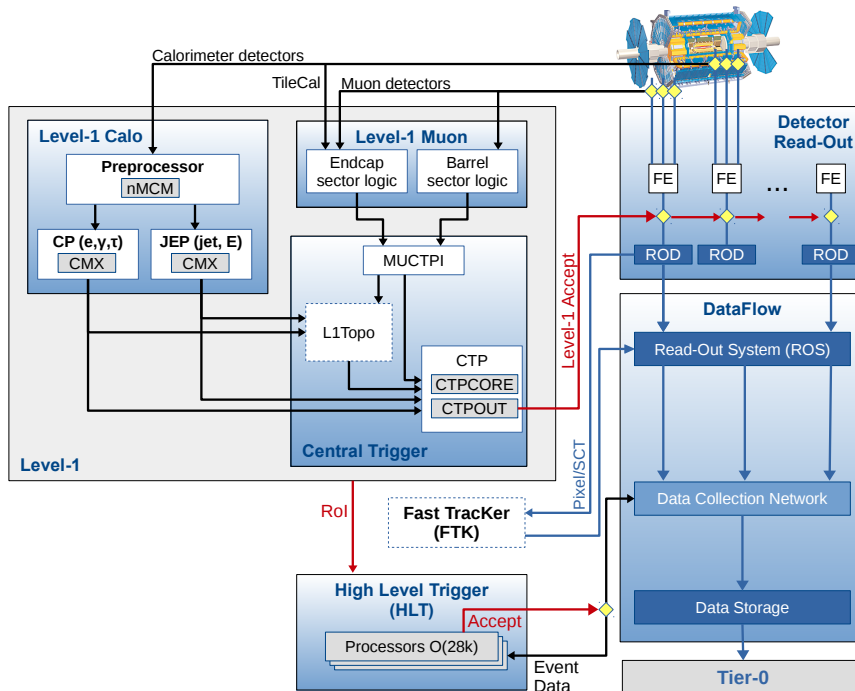 Calorimeter detectors
TileCal
Muon detectors
Level-1 Calo
Preprocessor
nMCM
CP (e,γ,τ)
CMX
JEP (jet, E)
CMX
Level-1 Muon
Endcap
sector logic
Barrel
sector logic
MUCTPI
L1Topo
CTP
CTPCORE
CTPOUT
Central Trigger
Level-1
Level-1 Accept
Detector
Read-Out
FE
FE
...
FE
ROD
ROD
ROD
DataFlow
Read-Out System (ROS)
Pixel/SCT
Data Collection Network
RoI
Fast TracKer
(FTK)
High Level Trigger
(HLT)
Accept
Processors O(28k)
Event
Data
Data Storage
Tier-0